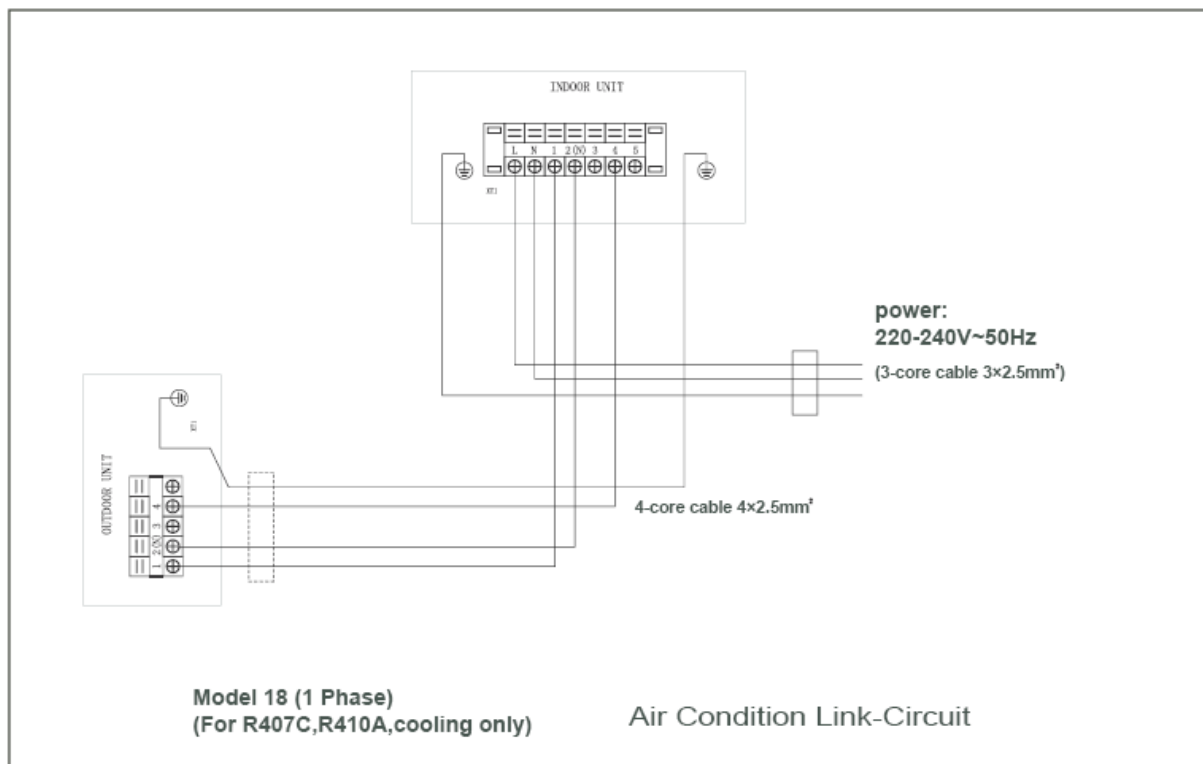 INDOOR UNIT
L N 1 2(N) 3 4 5
XT1
power:
220-240V~50Hz
(3-core cable 3×2.5mm²)
XT1
OUTDOOR UNIT
4
3
2(N)
1
4-core cable 4×2.5mm²
Model 18 (1 Phase)
(For R407C,R410A,cooling only)
Air Condition Link-Circuit